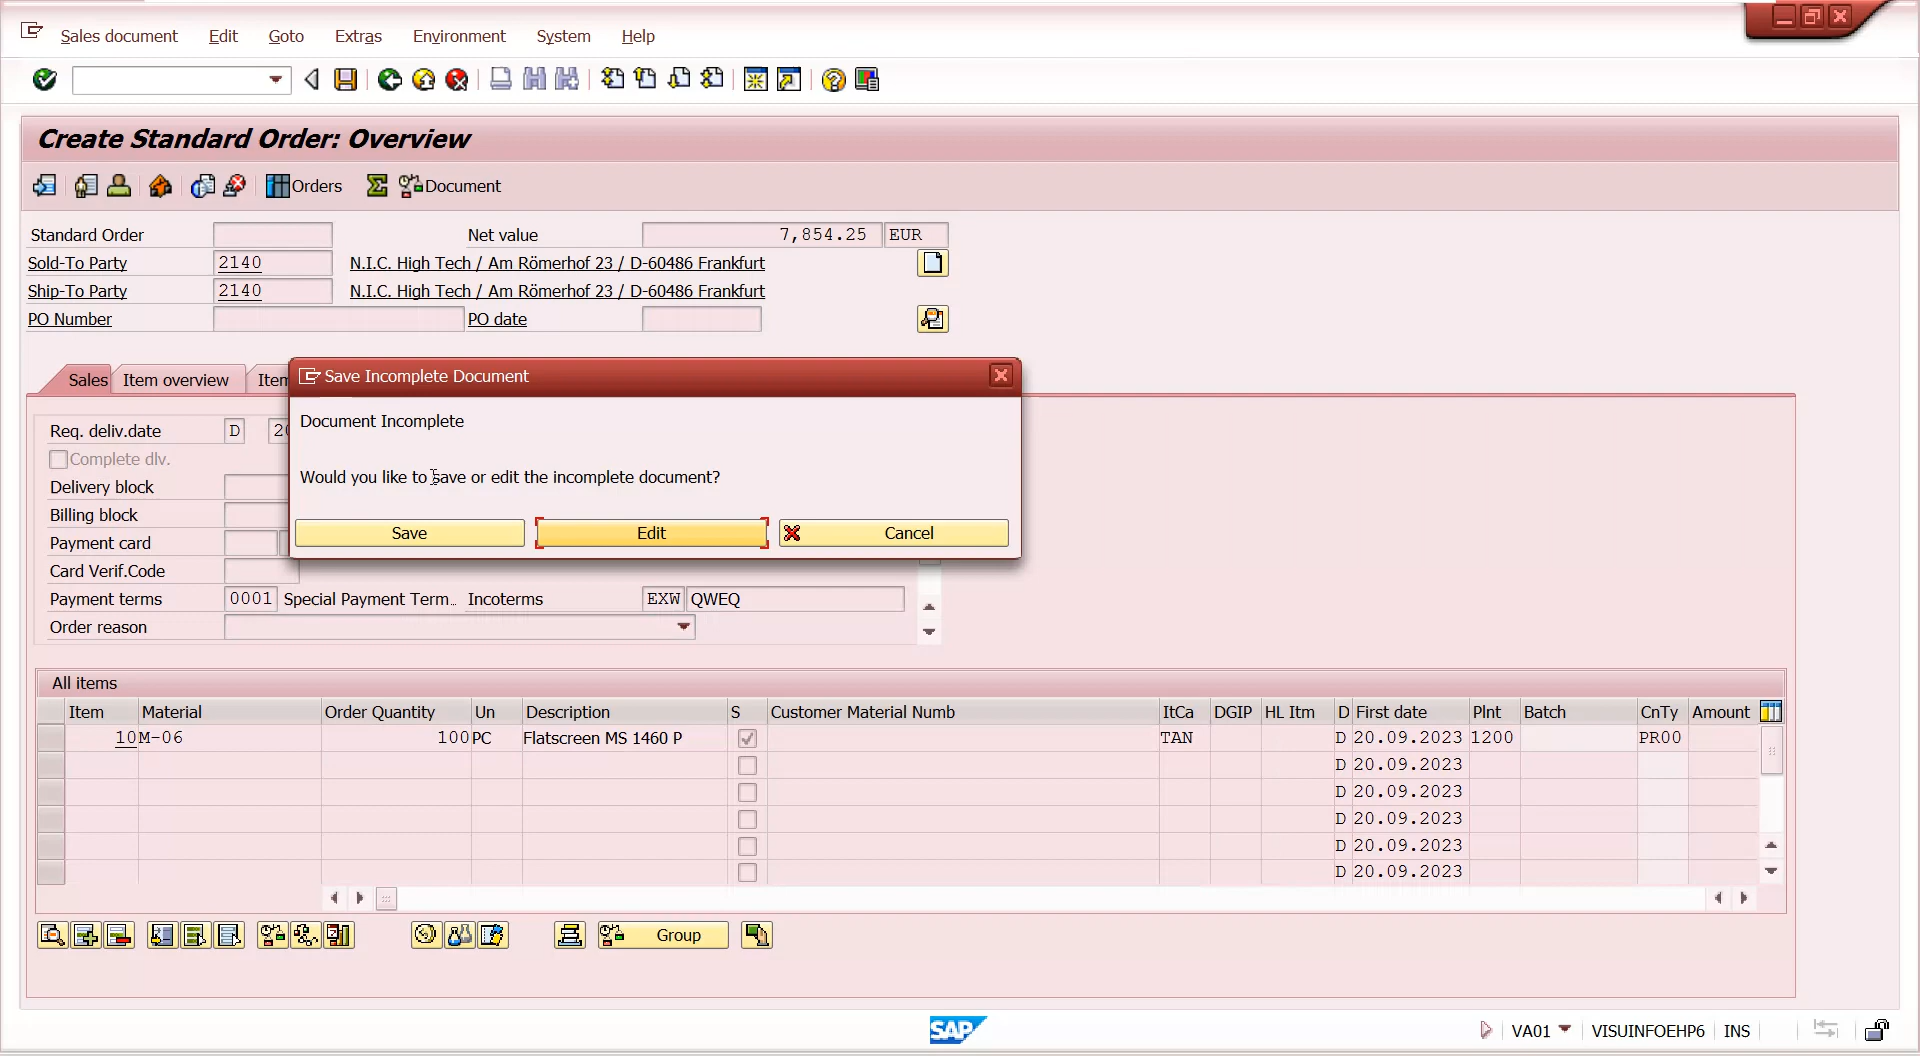 Sales document Edit Goto Extras Environment System Help
Create Standard Order: Overview
Orders Document
Standard Order Net value 7,854.25 EUR
Sold-To Party 2140 N.I.C. High Tech / Am Römerhof 23 / D-60486 Frankfurt
Ship-To Party 2140 N.I.C. High Tech / Am Römerhof 23 / D-60486 Frankfurt
PO Number PO date
Sales Item overview Item
Save Incomplete Document
Document Incomplete
Would you like to save or edit the incomplete document?
Save Edit Cancel
Req. deliv.date D 20
Complete dlv.
Delivery block
Billing block
Payment card
Card Verif.Code
Payment terms 0001 Special Payment Term… Incoterms EXW QWEQ
Order reason
All items
Item Material Order Quantity Un Description S Customer Material Numb ItCa DGIP HL Itm D First date Plnt Batch CnTy Amount
10 M-06 100 PC Flatscreen MS 1460 P TAN D 20.09.2023 1200 PR00
D 20.09.2023
D 20.09.2023
D 20.09.2023
D 20.09.2023
D 20.09.2023
Group
SAP VA01 VISUINFOEHP6 INS